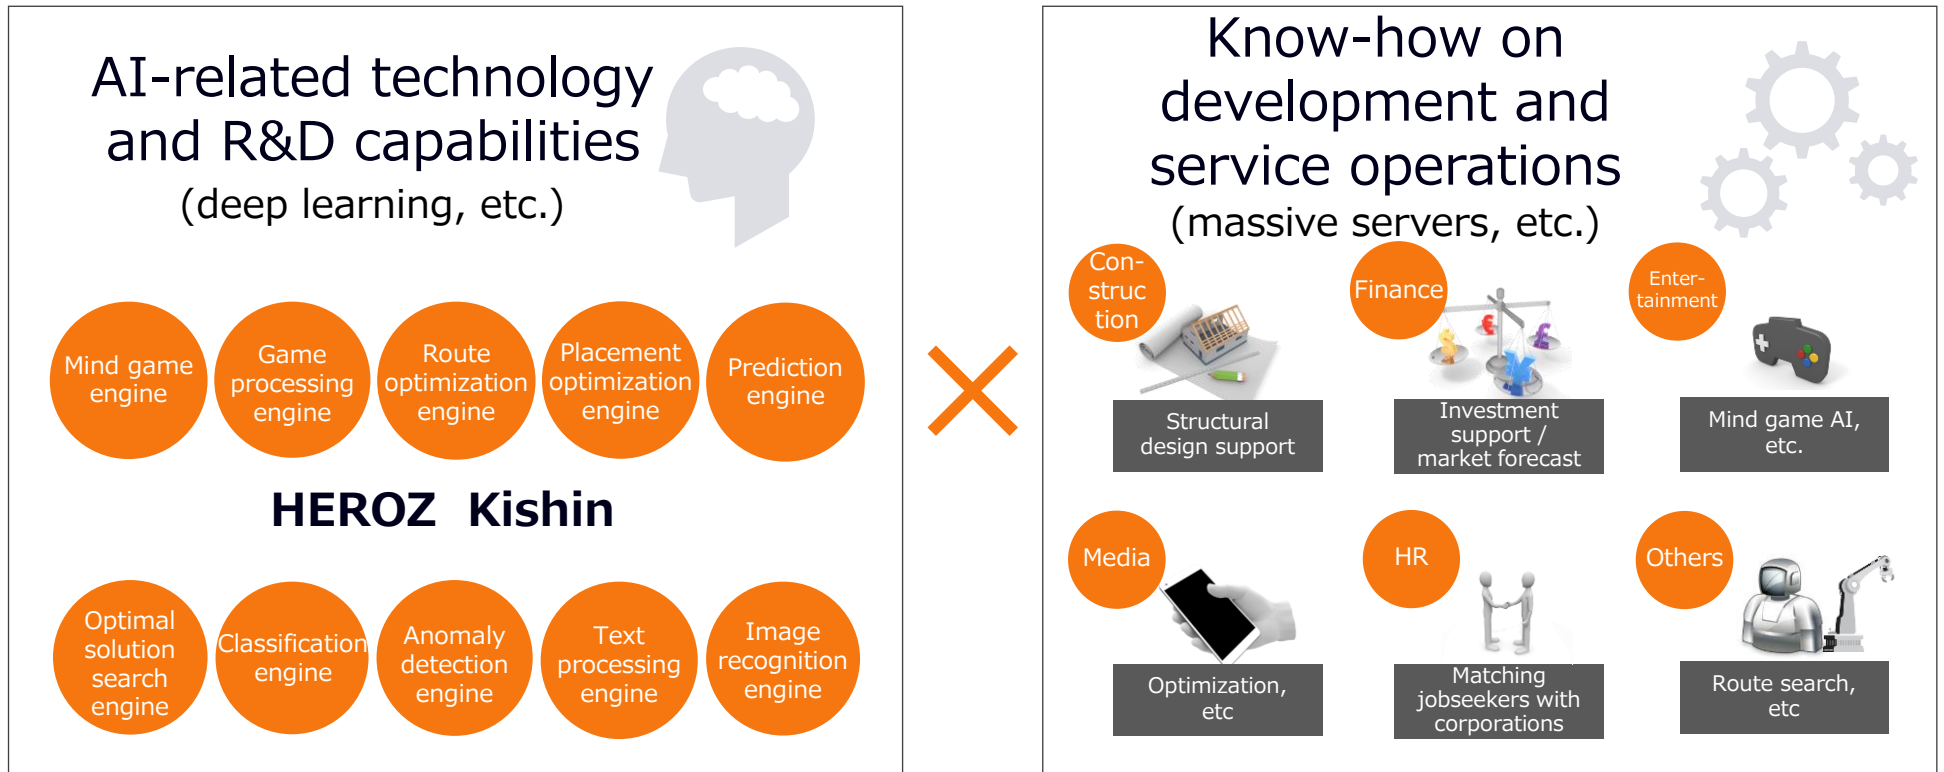 AI-related technology
and R&D capabilities
(deep learning, etc.)
Mind game
engine
Game
processing
engine
Route
optimization
engine
Placement
optimization
engine
Prediction
engine
HEROZ Kishin
Optimal
solution
search
engine
Classification
engine
Anomaly
detection
engine
Text
processing
engine
Image
recognition
engine
Know-how on
development and
service operations
(massive servers, etc.)
Con-
struc
tion
Structural
design support
Finance
Investment
support /
market forecast
Enter-
tainment
Mind game AI,
etc.
Media
Optimization,
etc
HR
Matching
jobseekers with
corporations
Others
Route search,
etc